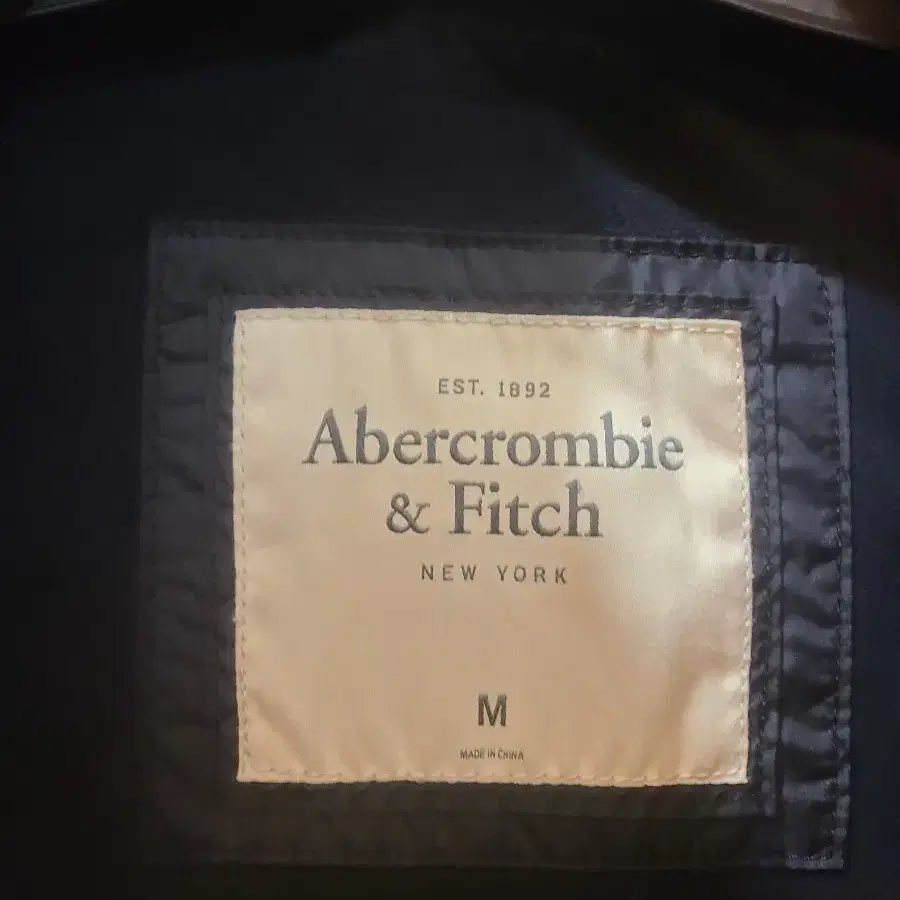 EST. 1892
Abercrombie
& Fitch
NEW YORK
M
MADE IN CHINA